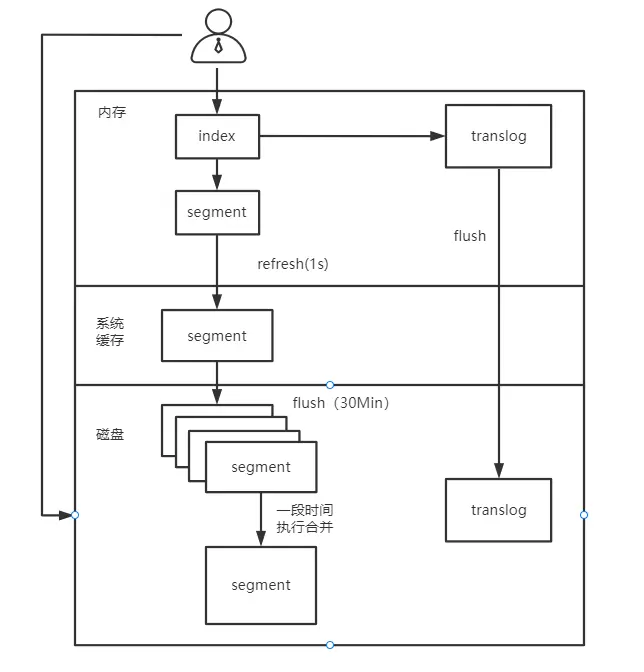 内存
index
translog
segment
flush
refresh(1s)
系统
缓存
segment
flush（30Min）
磁盘
segment
一段时间
执行合并
translog
segment